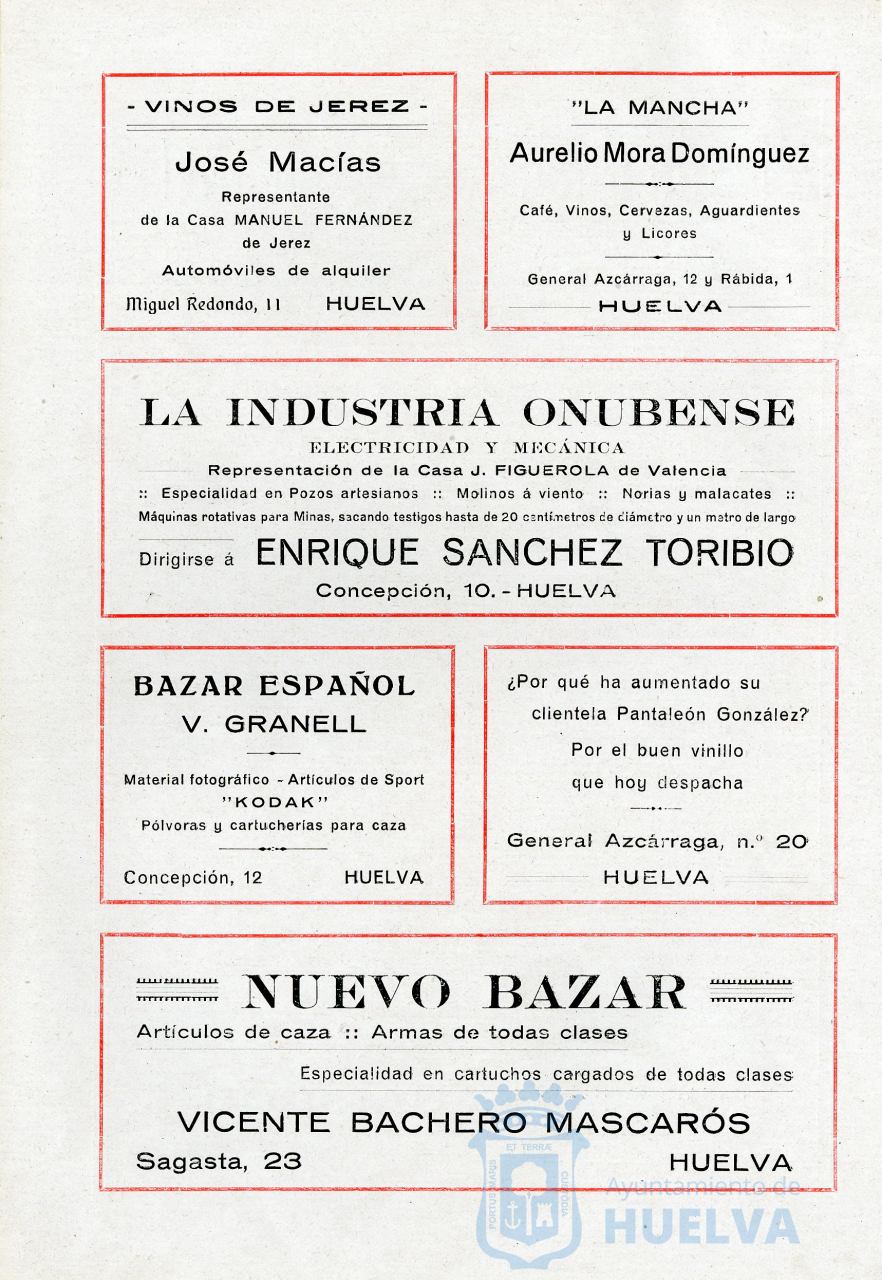 - VINOS DE JEREZ -
José Macías
Representante
de la Casa MANUEL FERNÁNDEZ
de Jerez
Automóviles de alquiler
Miguel Redondo, 11 HUELVA
"LA MANCHA"
Aurelio Mora Domínguez
Café, Vinos, Cervezas, Aguardientes
y Licores
General Azcárraga, 12 y Rábida, 1
HUELVA
LA INDUSTRIA ONUBENSE
ELECTRICIDAD Y MECÁNICA
Representación de la Casa J. FIGUEROLA de Valencia
:: Especialidad en Pozos artesianos :: Molinos á viento :: Norias y malacates ::
Máquinas rotativas para Minas, sacando testigos hasta de 20 centímetros de diámetro y un metro de largo
Dirigirse á ENRIQUE SANCHEZ TORIBIO
Concepción, 10. - HUELVA
BAZAR ESPAÑOL
V. GRANELL
Material fotográfico - Artículos de Sport
"KODAK"
Pólvoras y cartucherías para caza
Concepción, 12 HUELVA
¿Por qué ha aumentado su
clientela Pantaleón González?
Por el buen vinillo
que hoy despacha
General Azcárraga, n.º 20
HUELVA
NUEVO BAZAR
Artículos de caza :: Armas de todas clases
Especialidad en cartuchos cargados de todas clases
VICENTE BACHERO MASCARÓS
Sagasta, 23 HUELVA
PORTUS MARIS
ET TERRÆ
CUSTODIA
Ayuntamiento de
HUELVA